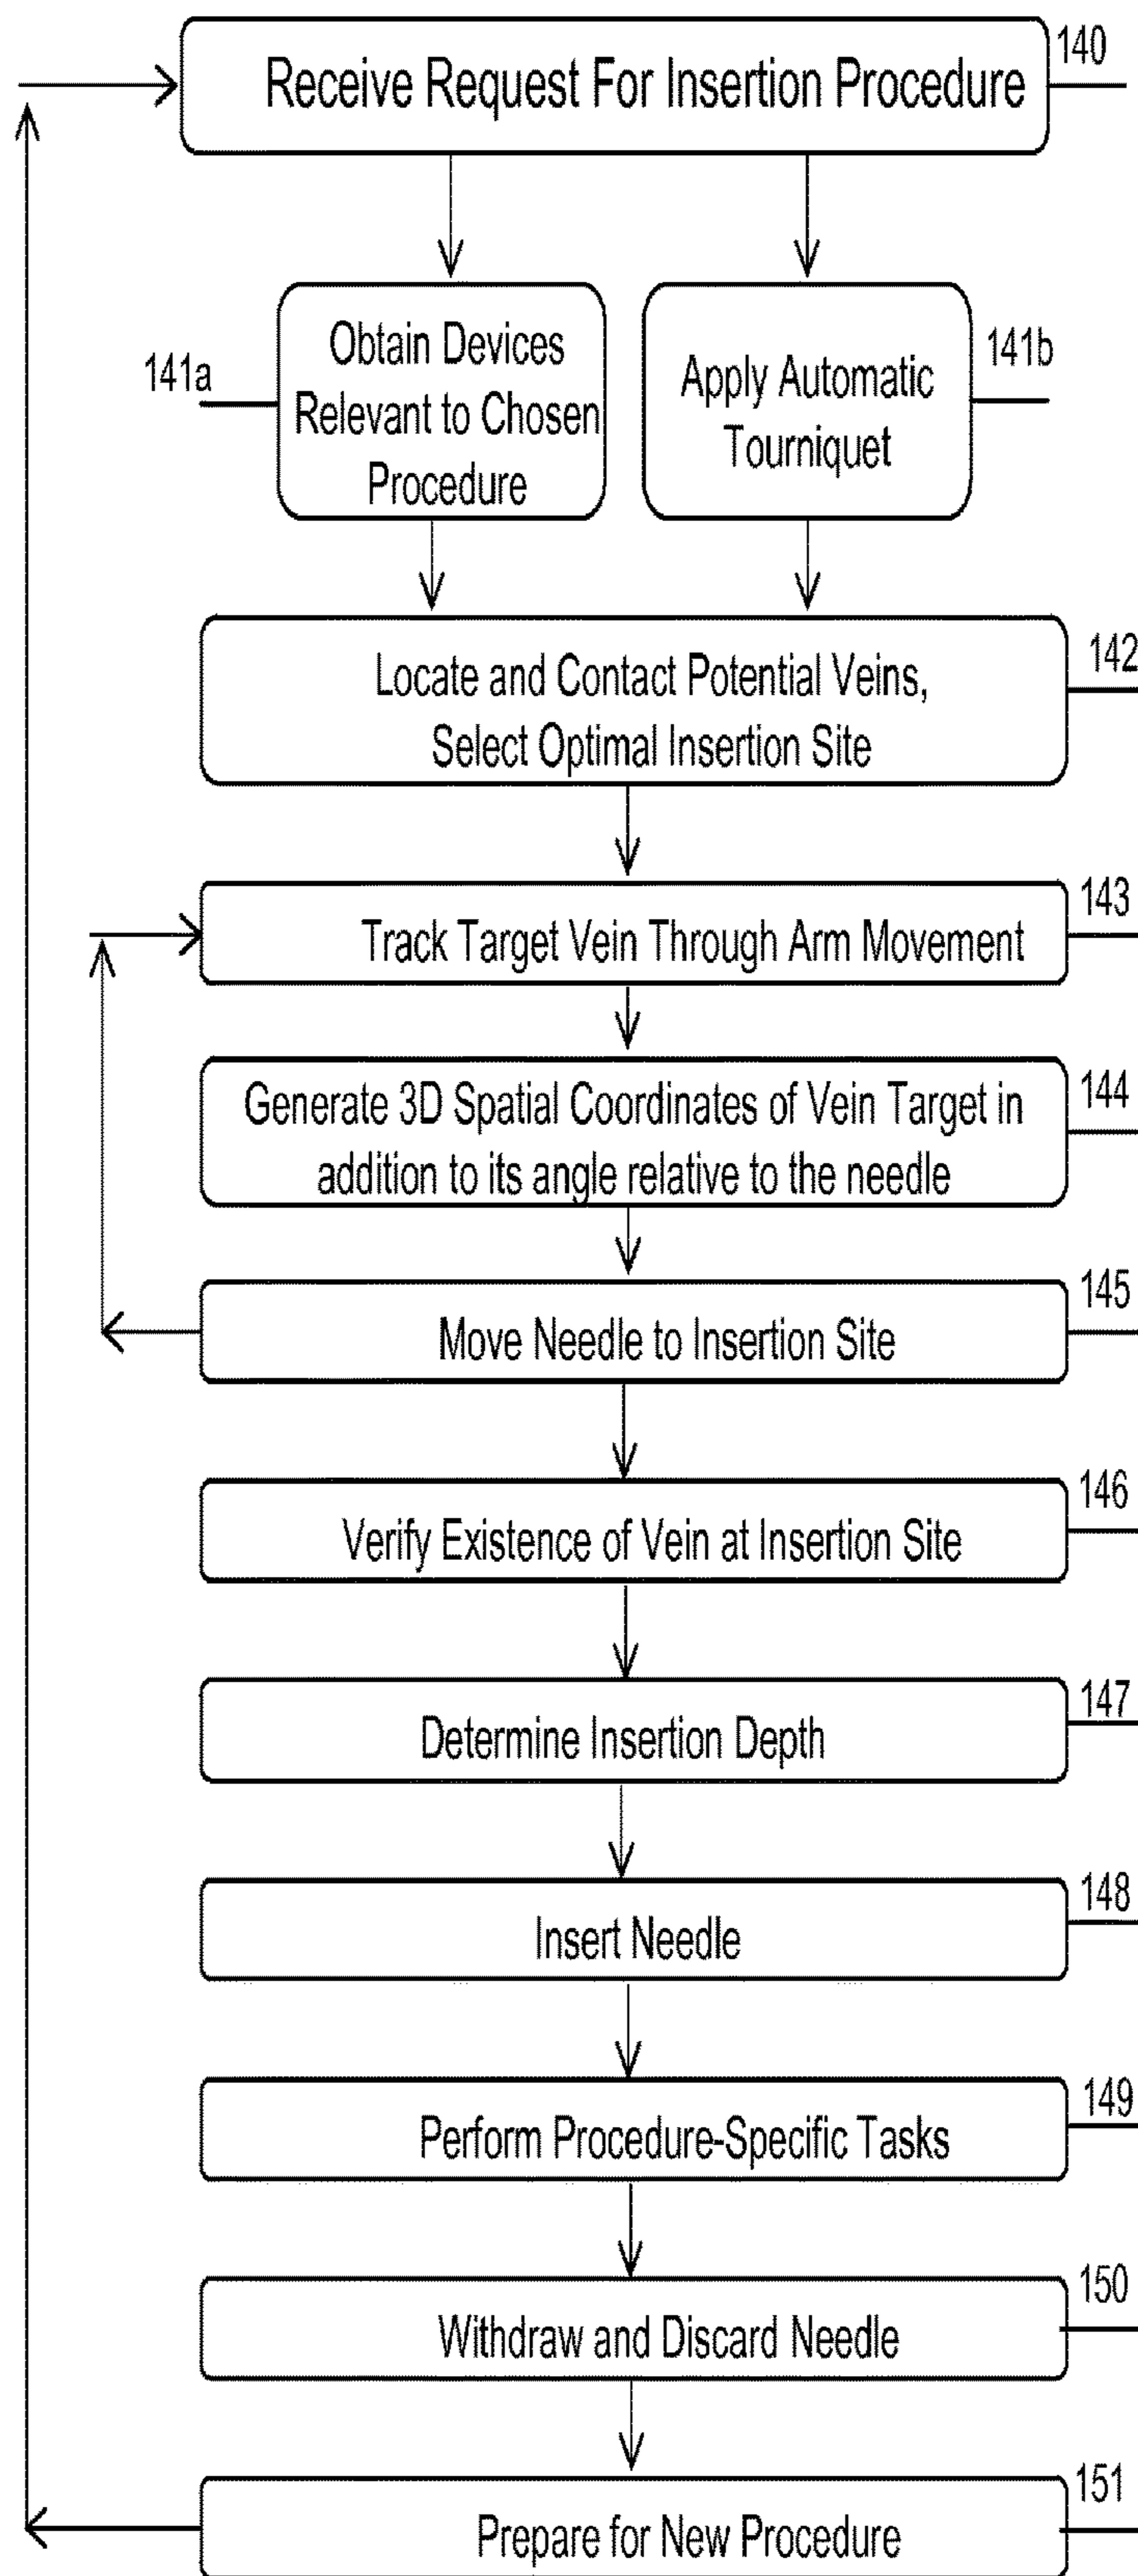 Receive Request For Insertion Procedure
140
141a
Obtain Devices
Relevant to Chosen
Procedure
Apply Automatic
Tourniquet
141b
Locate and Contact Potential Veins,
Select Optimal Insertion Site
142
Track Target Vein Through Arm Movement
143
Generate 3D Spatial Coordinates of Vein Target in
addition to its angle relative to the needle
144
Move Needle to Insertion Site
145
Verify Existence of Vein at Insertion Site
146
Determine Insertion Depth
147
Insert Needle
148
Perform Procedure-Specific Tasks
149
Withdraw and Discard Needle
150
Prepare for New Procedure
151